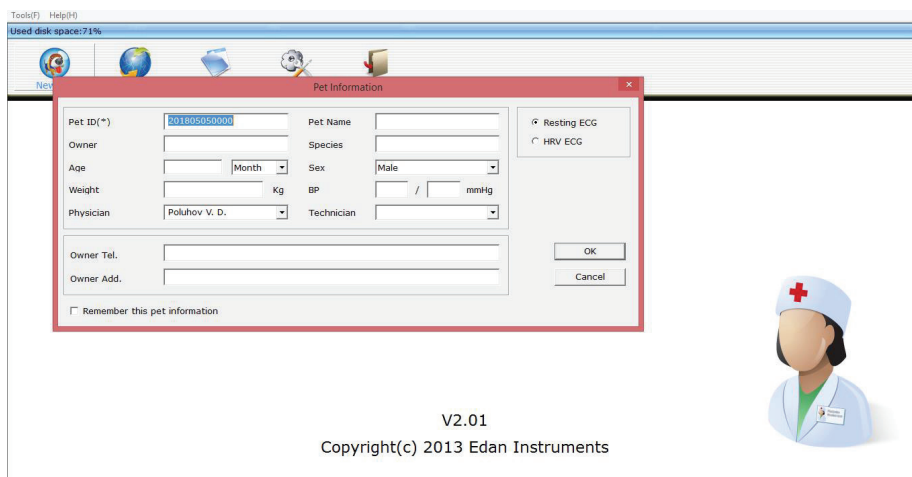 Tools(F) Help(H)
Used disk space:71%
New
Pet Information
Pet ID(*) 201805050000 Pet Name
Resting ECG
Owner Species
HRV ECG
Age Month Sex Male
Weight Kg BP / mmHg
Physician Poluhov V. D. Technician
Owner Tel.
OK
Owner Add.
Cancel
Remember this pet information
V2.01
Copyright(c) 2013 Edan Instruments